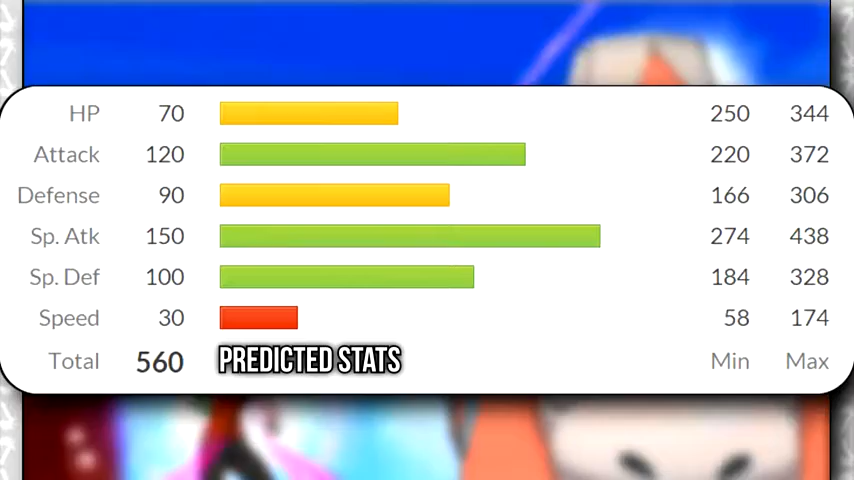 HP 70 250 344
Attack 120 220 372
Defense 90 166 306
Sp. Atk 150 274 438
Sp. Def 100 184 328
Speed 30 58 174
Total 560 PREDICTED STATS Min Max